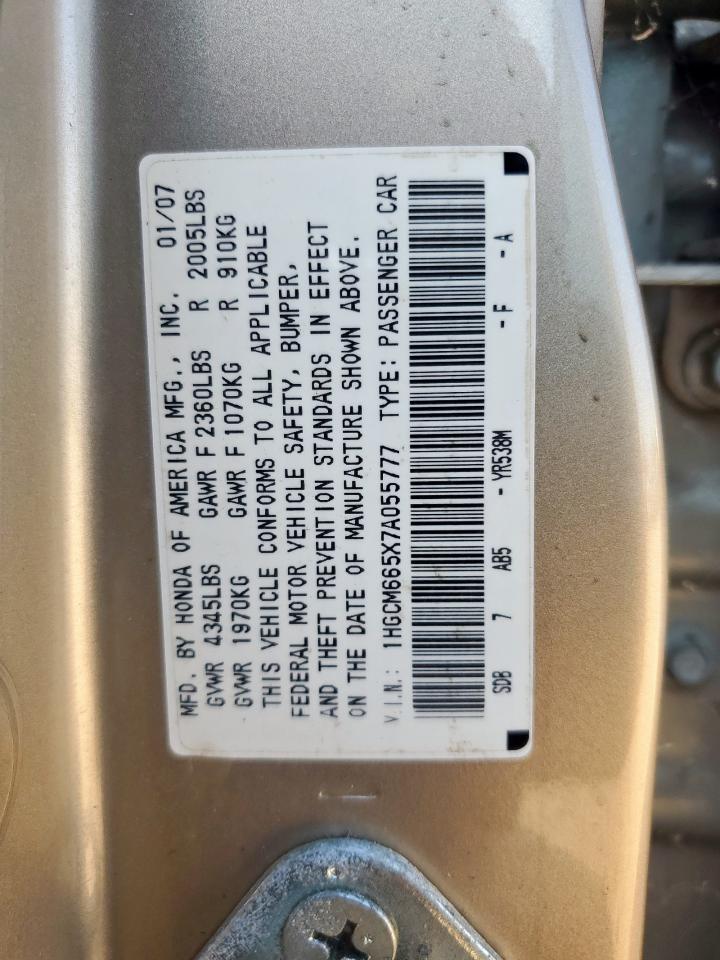 MFD. BY HONDA OF AMERICA MFG., INC. 01/07
GVWR 4345LBS GAWR F 2360LBS R 2005LBS
GVWR 1970KG GAWR F 1070KG R 910KG
THIS VEHICLE CONFORMS TO ALL APPLICABLE
FEDERAL MOTOR VEHICLE SAFETY, BUMPER,
AND THEFT PREVENTION STANDARDS IN EFFECT
ON THE DATE OF MANUFACTURE SHOWN ABOVE.
V.I.N.: 1HGCM665X7A055777 TYPE: PASSENGER CAR
SDB 7 AB5 - YR538M - F - A